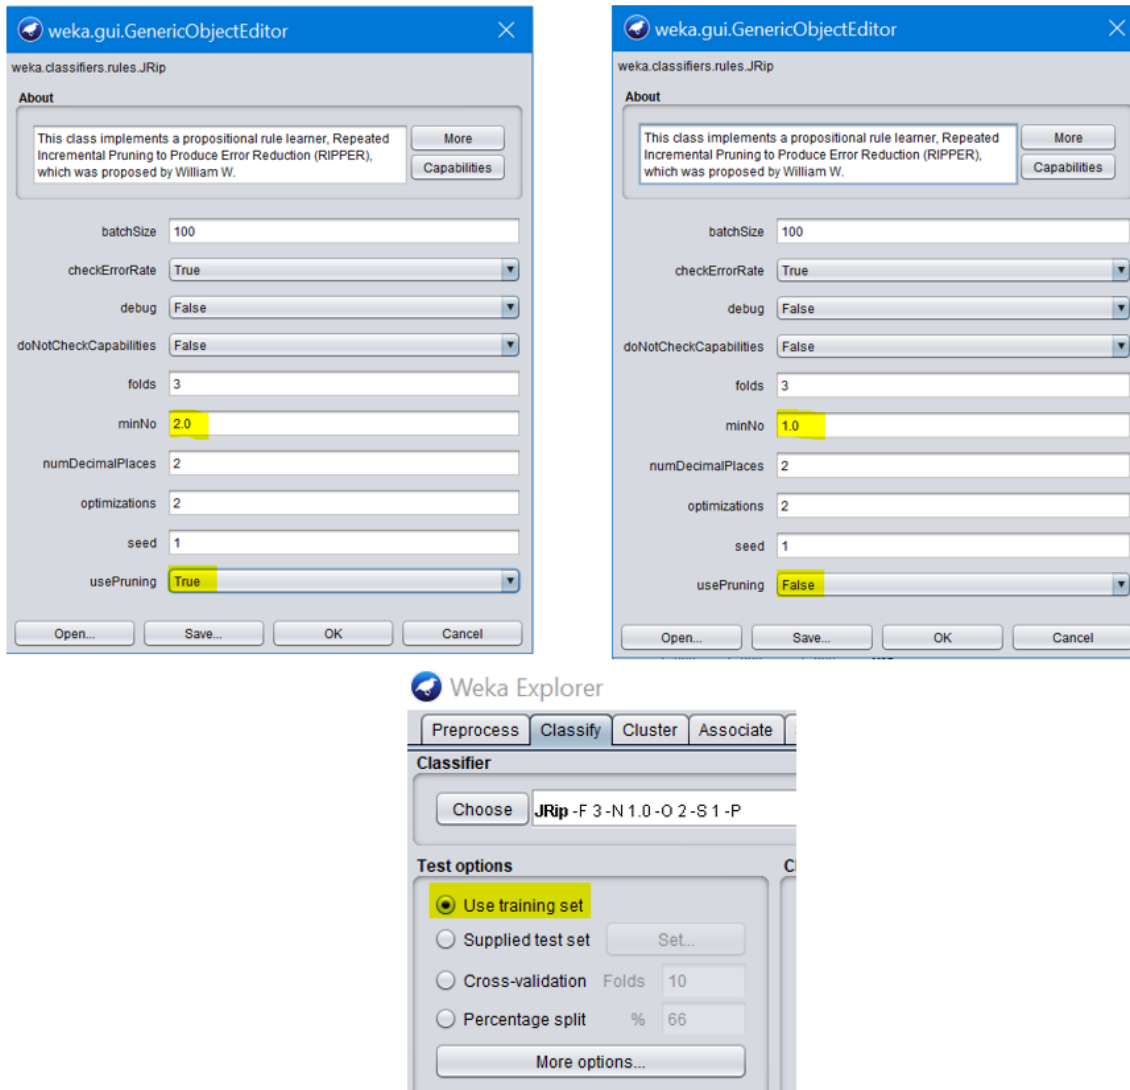 weka.gui.GenericObjectEditor
weka.classifiers.rules.JRip
About
This class implements a propositional rule learner, Repeated
Incremental Pruning to Produce Error Reduction (RIPPER),
which was proposed by William W.
More
Capabilities
batchSize 100
checkErrorRate True
debug False
doNotCheckCapabilities False
folds 3
minNo 2.0
numDecimalPlaces 2
optimizations 2
seed 1
usePruning True
Open... Save... OK Cancel
weka.gui.GenericObjectEditor
weka.classifiers.rules.JRip
About
This class implements a propositional rule learner, Repeated
Incremental Pruning to Produce Error Reduction (RIPPER),
which was proposed by William W.
More
Capabilities
batchSize 100
checkErrorRate True
debug False
doNotCheckCapabilities False
folds 3
minNo 1.0
numDecimalPlaces 2
optimizations 2
seed 1
usePruning False
Open... Save... OK Cancel
Weka Explorer
Preprocess Classify Cluster Associate
Classifier
Choose JRip -F 3 -N 1.0 -O 2 -S 1 -P
Test options
Use training set
Supplied test set Set...
Cross-validation Folds 10
Percentage split % 66
More options...